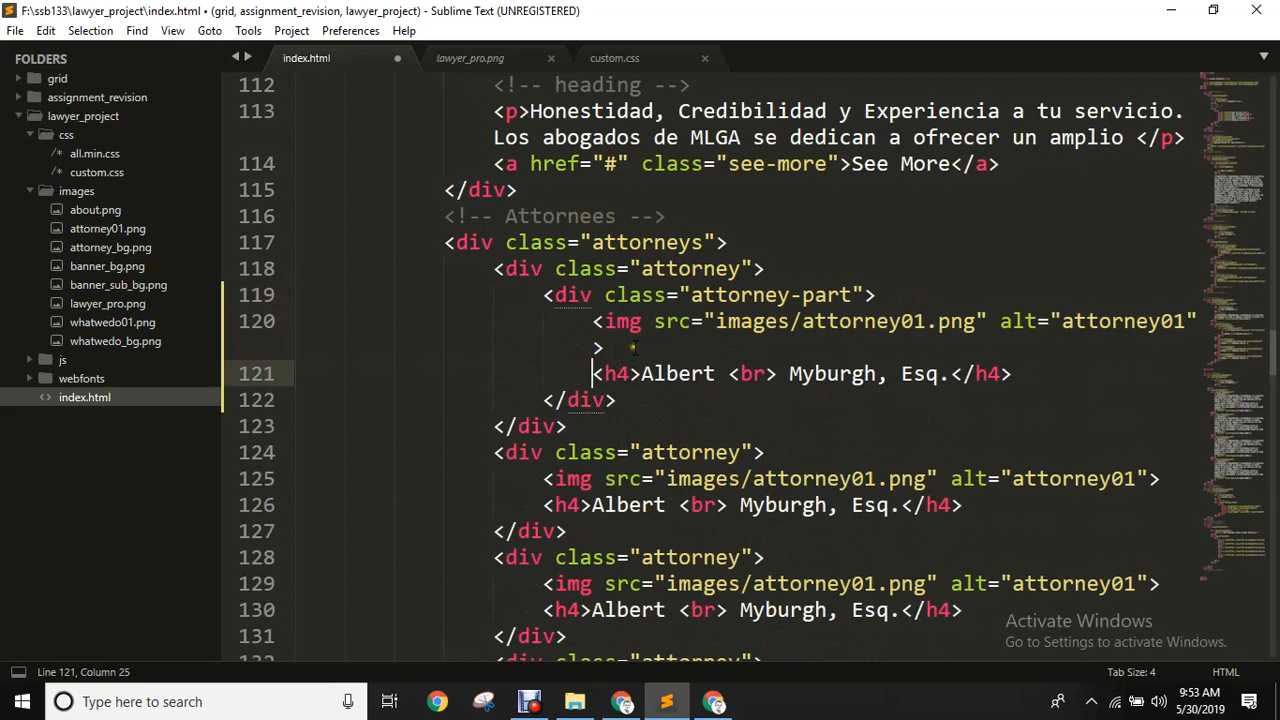 F:\ssb133\lawyer_project\index.html • (grid, assignment_revision, lawyer_project) - Sublime Text (UNREGISTERED)
File Edit Selection Find View Goto Tools Project Preferences Help
FOLDERS
grid
assignment_revision
lawyer_project
css
/* all.min.css
/* custom.css
images
about.png
attorney01.png
attorney_bg.png
banner_bg.png
banner_sub_bg.png
lawyer_pro.png
whatwedo01.png
whatwedo_bg.png
js
webfonts
<> index.html
index.html lawyer_pro.png custom.css
112 <!-- heading -->
113 <p>Honestidad, Credibilidad y Experiencia a tu servicio.
Los abogados de MLGA se dedican a ofrecer un amplio </p>
114 <a href="#" class="see-more">See More</a>
115 </div>
116 <!-- Attornees -->
117 <div class="attorneys">
118 <div class="attorney">
119 <div class="attorney-part">
120 <img src="images/attorney01.png" alt="attorney01"
>
121 <h4>Albert <br> Myburgh, Esq.</h4>
122 </div>
123 </div>
124 <div class="attorney">
125 <img src="images/attorney01.png" alt="attorney01">
126 <h4>Albert <br> Myburgh, Esq.</h4>
127 </div>
128 <div class="attorney">
129 <img src="images/attorney01.png" alt="attorney01">
130 <h4>Albert <br> Myburgh, Esq.</h4>
131 </div>
Activate Windows
Go to Settings to activate Windows.
Line 121, Column 25 Tab Size: 4 HTML
Type here to search
9:53 AM
5/30/2019